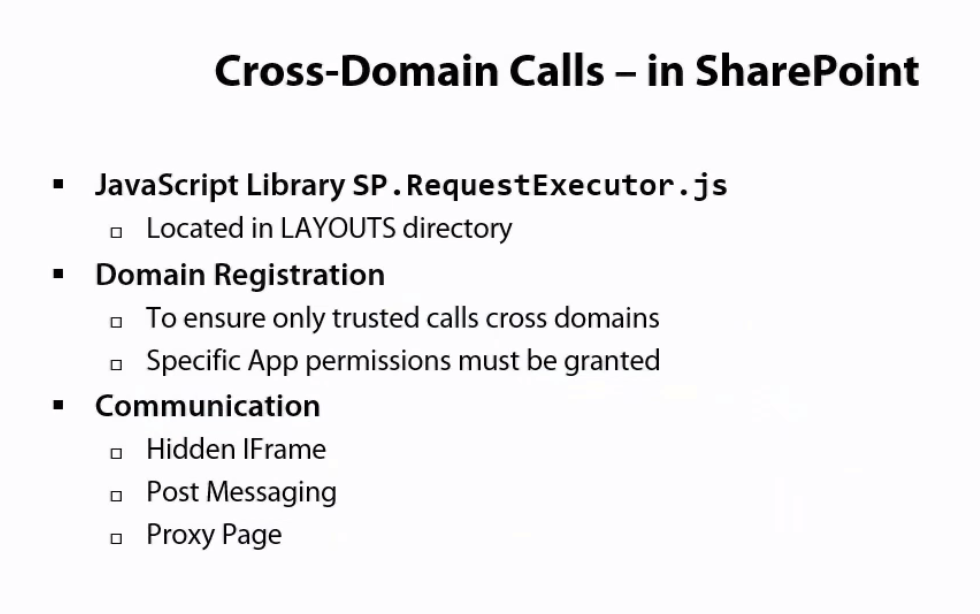 Cross-Domain Calls – in SharePoint
▪ JavaScript Library SP.RequestExecutor.js
▫ Located in LAYOUTS directory
▪ Domain Registration
▫ To ensure only trusted calls cross domains
▫ Specific App permissions must be granted
▪ Communication
▫ Hidden IFrame
▫ Post Messaging
▫ Proxy Page